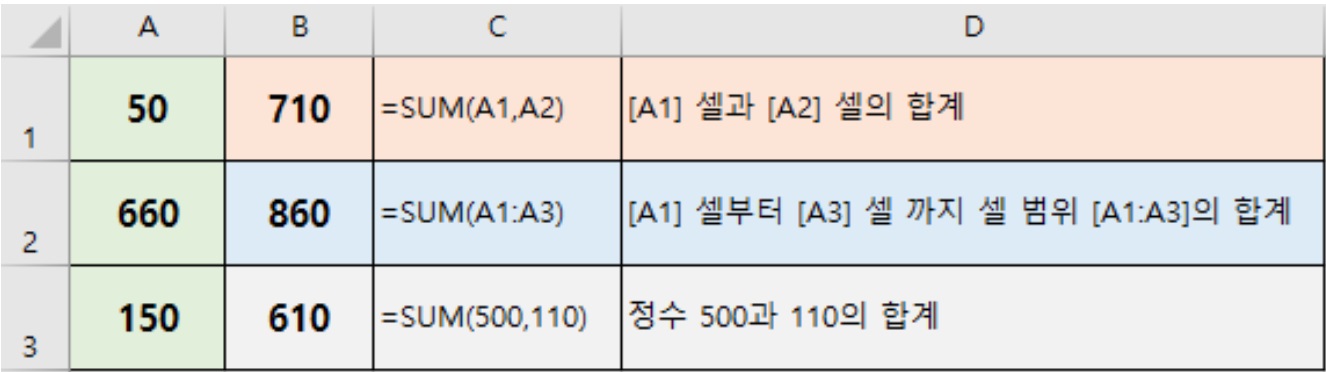 A B C D
1 50 710 =SUM(A1,A2) [A1] 셀과 [A2] 셀의 합계
2 660 860 =SUM(A1:A3) [A1] 셀부터 [A3] 셀 까지 셀 범위 [A1:A3]의 합계
3 150 610 =SUM(500,110) 정수 500과 110의 합계